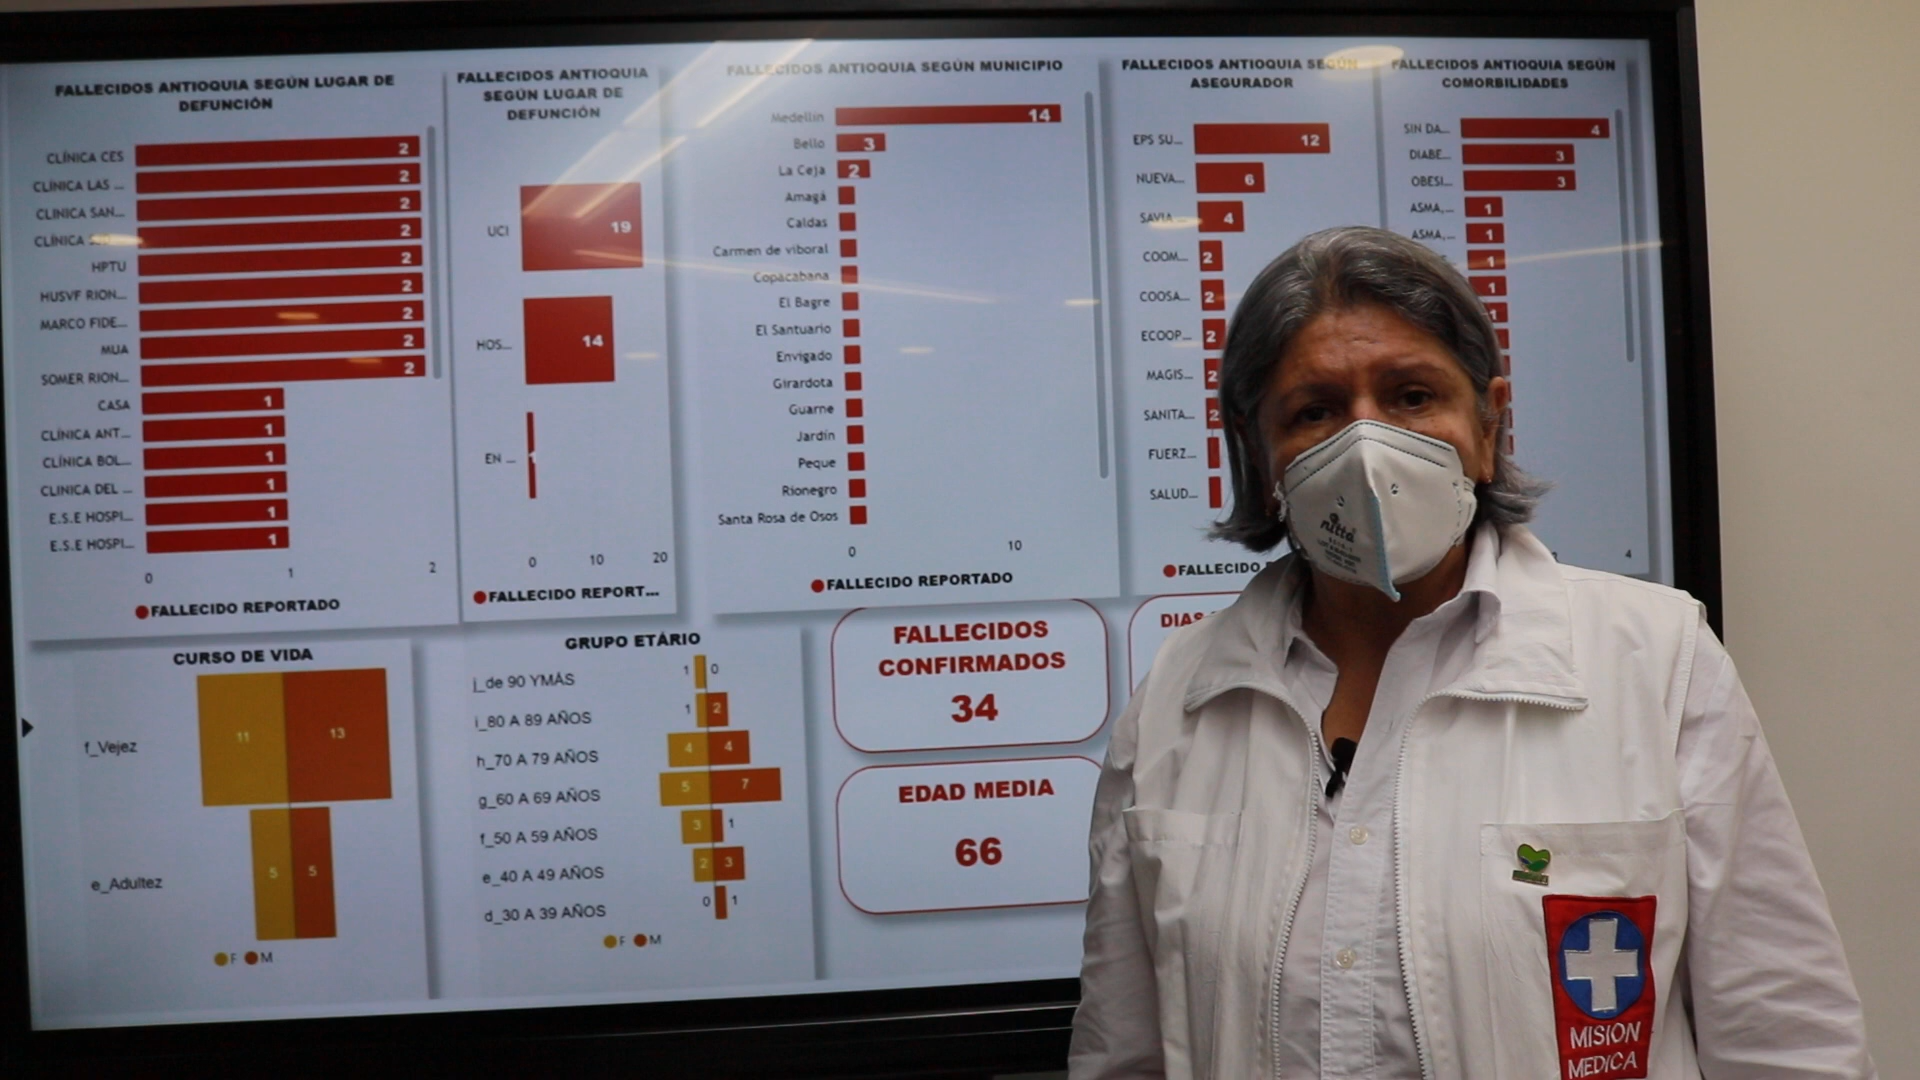 FALLECIDOS ANTIOQUIA SEGÚN LUGAR DE
DEFUNCIÓN
CLÍNICA CES 2
CLÍNICA LAS ... 2
CLINICA SAN... 2
CLÍNICA 2
HPTU 2
HUSVF RION... 2
MARCO FIDE... 2
MUA 2
SOMER RION... 2
CASA 1
CLÍNICA ANT... 1
CLÍNICA BOL... 1
CLINICA DEL ... 1
E.S.E HOSPI... 1
E.S.E HOSPI... 1
0 1 2
FALLECIDO REPORTADO
FALLECIDOS ANTIOQUIA
SEGÚN LUGAR DE
DEFUNCIÓN
UCI 19
HOS... 14
EN ... 1
0 10 20
FALLECIDO REPORT...
FALLECIDOS ANTIOQUIA SEGÚN MUNICIPIO
Medellín 14
Bello 3
La Ceja 2
Amagá
Caldas
Carmen de viboral
Copacabana
El Bagre
El Santuario
Envigado
Girardota
Guarne
Jardín
Peque
Rionegro
Santa Rosa de Osos
0 10
FALLECIDO REPORTADO
FALLECIDOS ANTIOQUIA SEGÚN
ASEGURADOR
EPS SU... 12
NUEVA... 6
SAVIA ... 4
COOM... 2
COOSA... 2
ECOOP... 2
MAGIS... 2
SANITA... 2
FUERZ...
SALUD...
FALLECIDO
FALLECIDOS ANTIOQUIA SEGÚN
COMORBILIDADES
SIN DA... 4
DIABE... 3
OBESI... 3
ASMA,... 1
ASMA,... 1
1
1
1
4
CURSO DE VIDA
f_Vejez 11 13
e_Adultez 5 5
F M
GRUPO ETÁRIO
j_de 90 YMÁS 1 0
i_80 A 89 AÑOS 1 2
h_70 A 79 AÑOS 4 4
g_60 A 69 AÑOS 5 7
f_50 A 59 AÑOS 3 1
e_40 A 49 AÑOS 2 3
d_30 A 39 AÑOS 0 1
F M
FALLECIDOS
CONFIRMADOS
34
EDAD MEDIA
66
DIAS
nitta
MISION
MEDICA